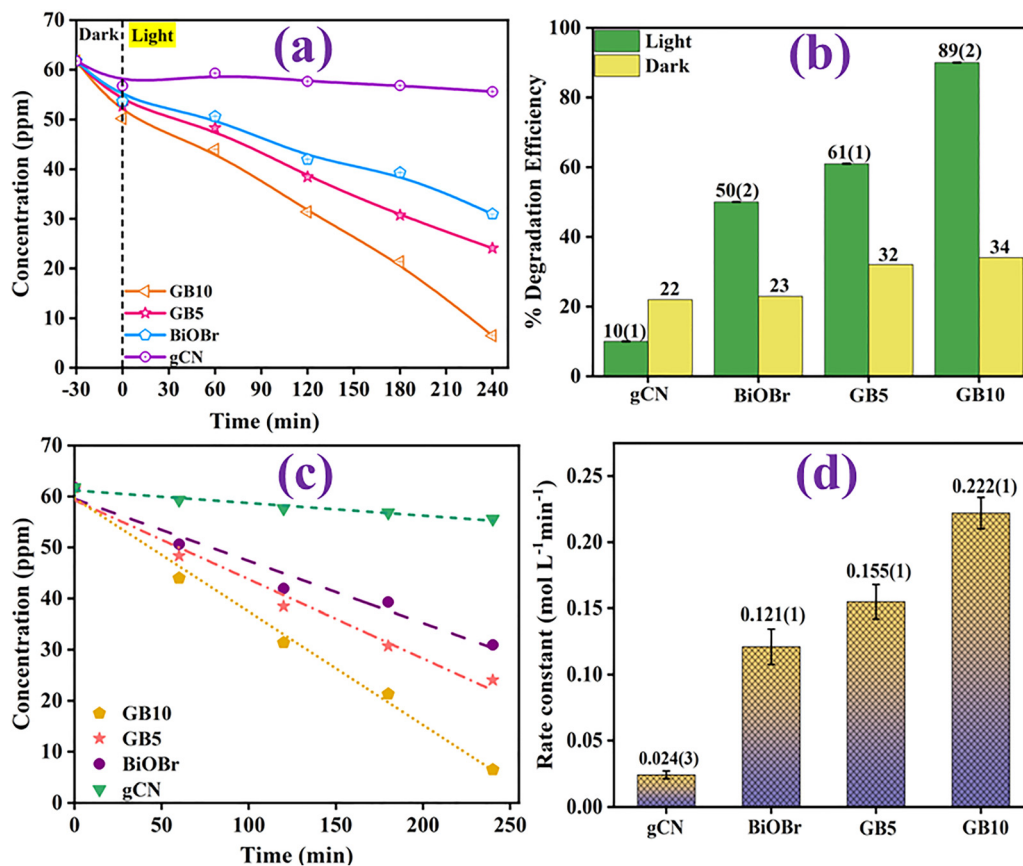 (a)
Dark
Light
Concentration (ppm)
70
60
50
40
30
20
10
0
GB10
GB5
BiOBr
gCN
-30 0 30 60 90 120 150 180 210 240
Time (min)
(b)
% Degradation Efficiency
100
80
60
40
20
0
Light
Dark
10(1)
22
50(2)
23
61(1)
32
89(2)
34
gCN BiOBr GB5 GB10
(c)
Concentration (ppm)
70
60
50
40
30
20
10
0
GB10
GB5
BiOBr
gCN
0 50 100 150 200 250
Time (min)
(d)
Rate constant (mol L⁻¹min⁻¹)
0.25
0.20
0.15
0.10
0.05
0.00
0.024(3)
0.121(1)
0.155(1)
0.222(1)
gCN BiOBr GB5 GB10